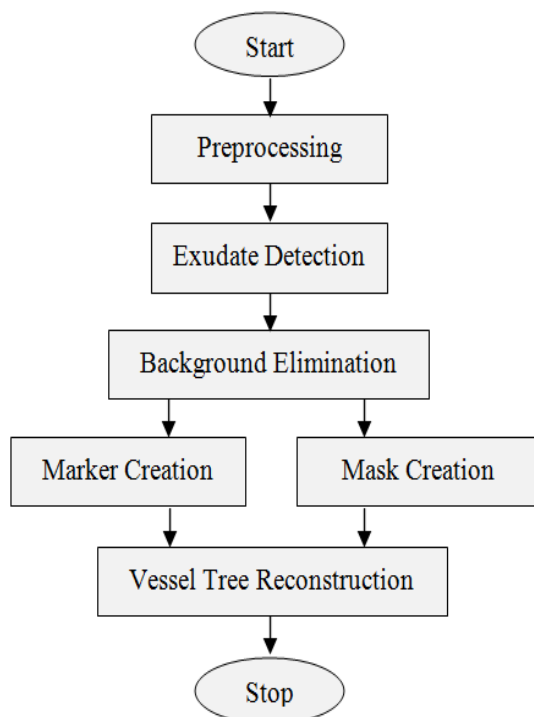 Start
Preprocessing
Exudate Detection
Background Elimination
Marker Creation
Mask Creation
Vessel Tree Reconstruction
Stop